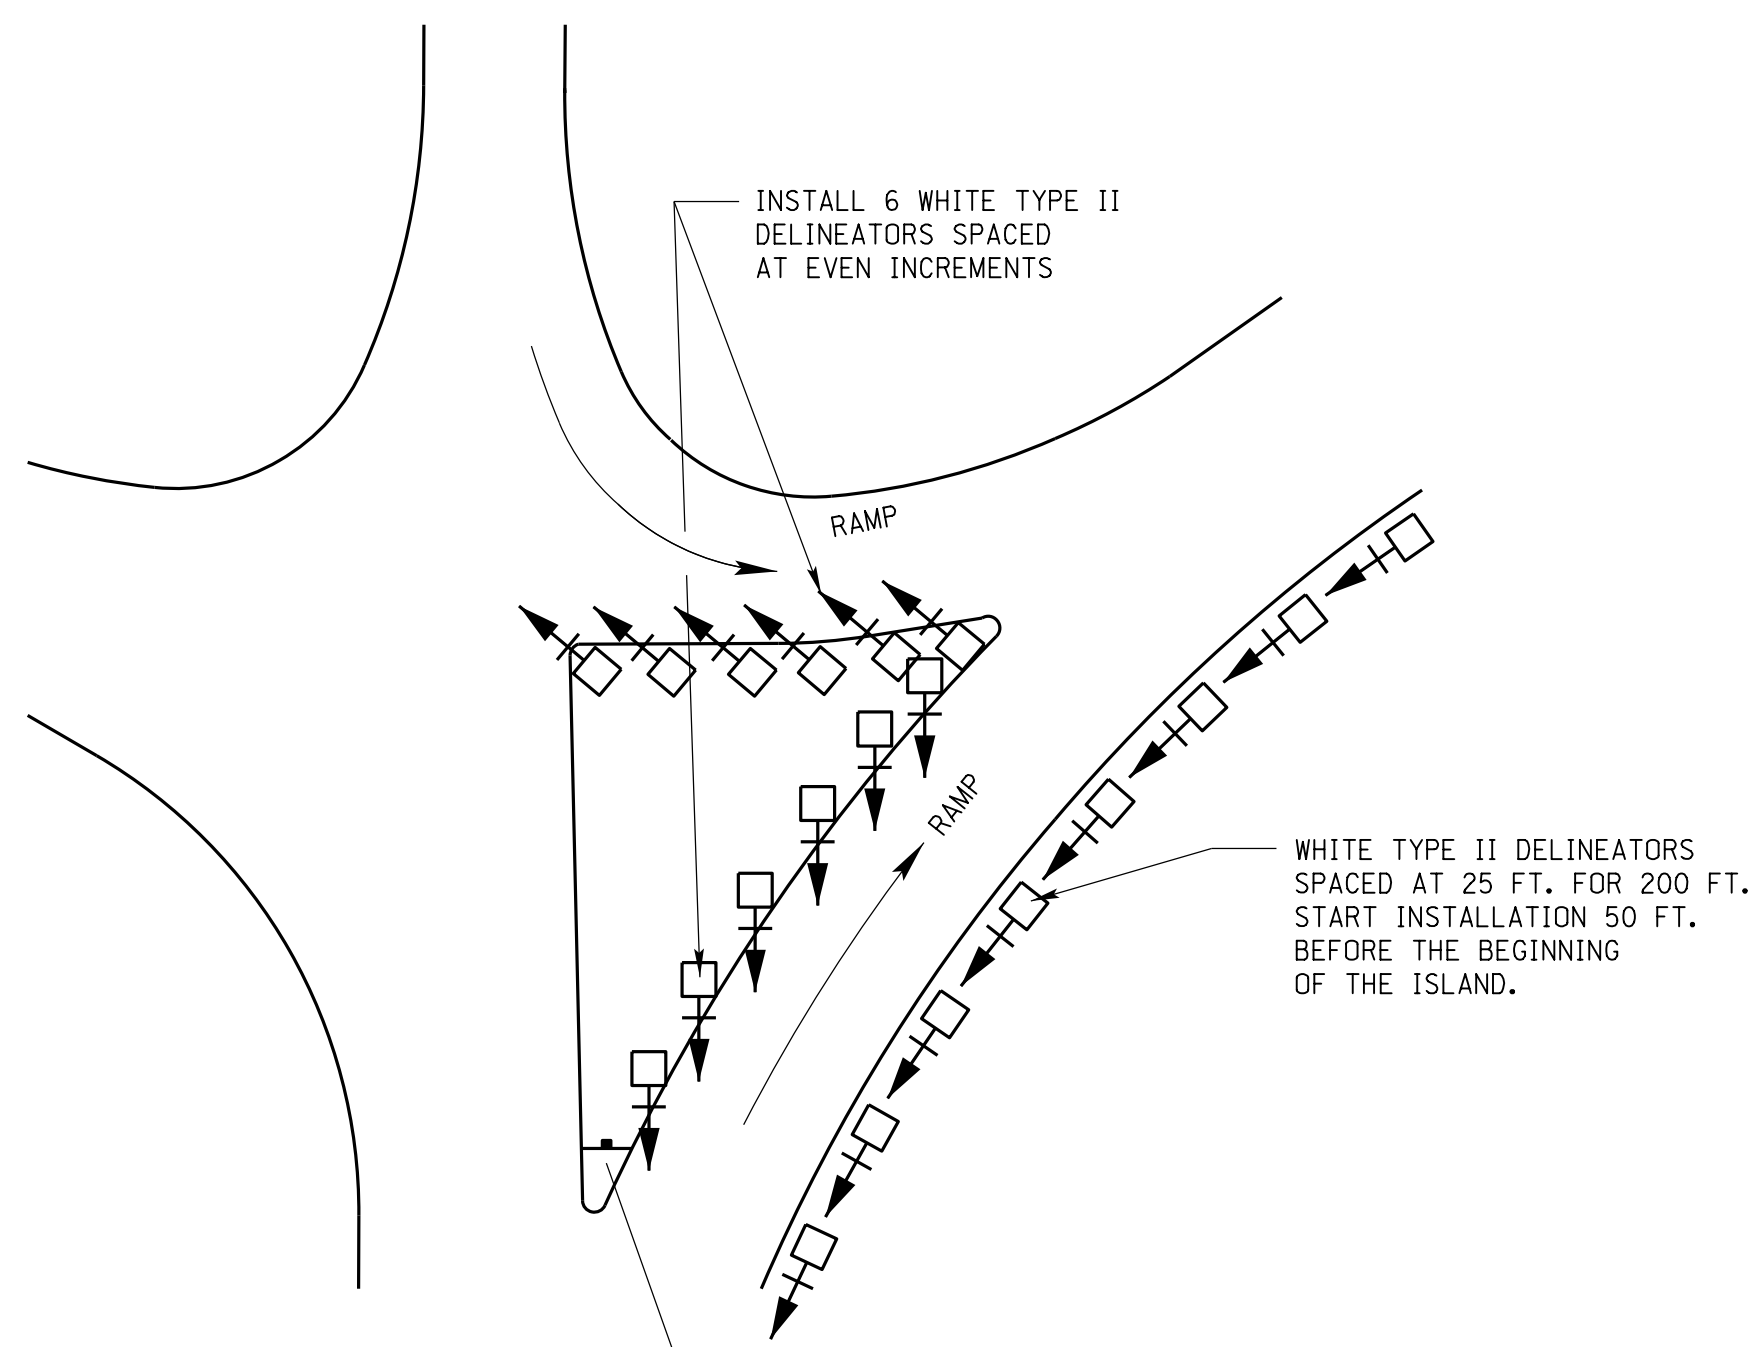 INSTALL 6 WHITE TYPE II
DELINEATORS SPACED
AT EVEN INCREMENTS
RAMP
RAMP
WHITE TYPE II DELINEATORS
SPACED AT 25 FT. FOR 200 FT.
START INSTALLATION 50 FT.
BEFORE THE BEGINNING
OF THE ISLAND.